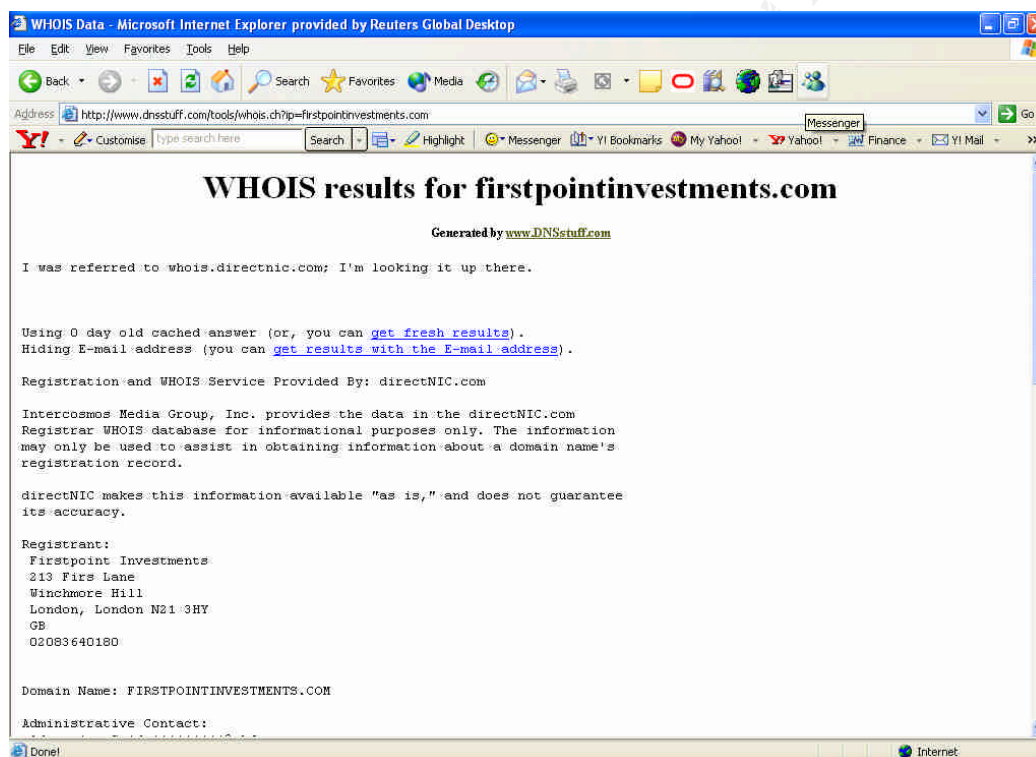 WHOIS Data - Microsoft Internet Explorer provided by Reuters Global Desktop
File Edit View Favorites Tools Help
Back Search Favorites Media
Address http://www.dnsstuff.com/tools/whois.ch?ip=firstpointinvestments.com Go
Messenger
Y! Customise type search here Search Highlight Messenger Y! Bookmarks My Yahoo! Yahoo! Finance Y! Mail
WHOIS results for firstpointinvestments.com
Generated by www.DNSstuff.com
I was referred to whois.directnic.com; I'm looking it up there.
Using 0 day old cached answer (or, you can get fresh results).
Hiding E-mail address (you can get results with the E-mail address).
Registration and WHOIS Service Provided By: directNIC.com
Intercosmos Media Group, Inc. provides the data in the directNIC.com
Registrar WHOIS database for informational purposes only. The information
may only be used to assist in obtaining information about a domain name's
registration record.
directNIC makes this information available "as is," and does not guarantee
its accuracy.
Registrant:
Firstpoint Investments
213 Firs Lane
Winchmore Hill
London, London N21 3HY
GB
02083640180
Domain Name: FIRSTPOINTINVESTMENTS.COM
Administrative Contact:
Done!
Internet